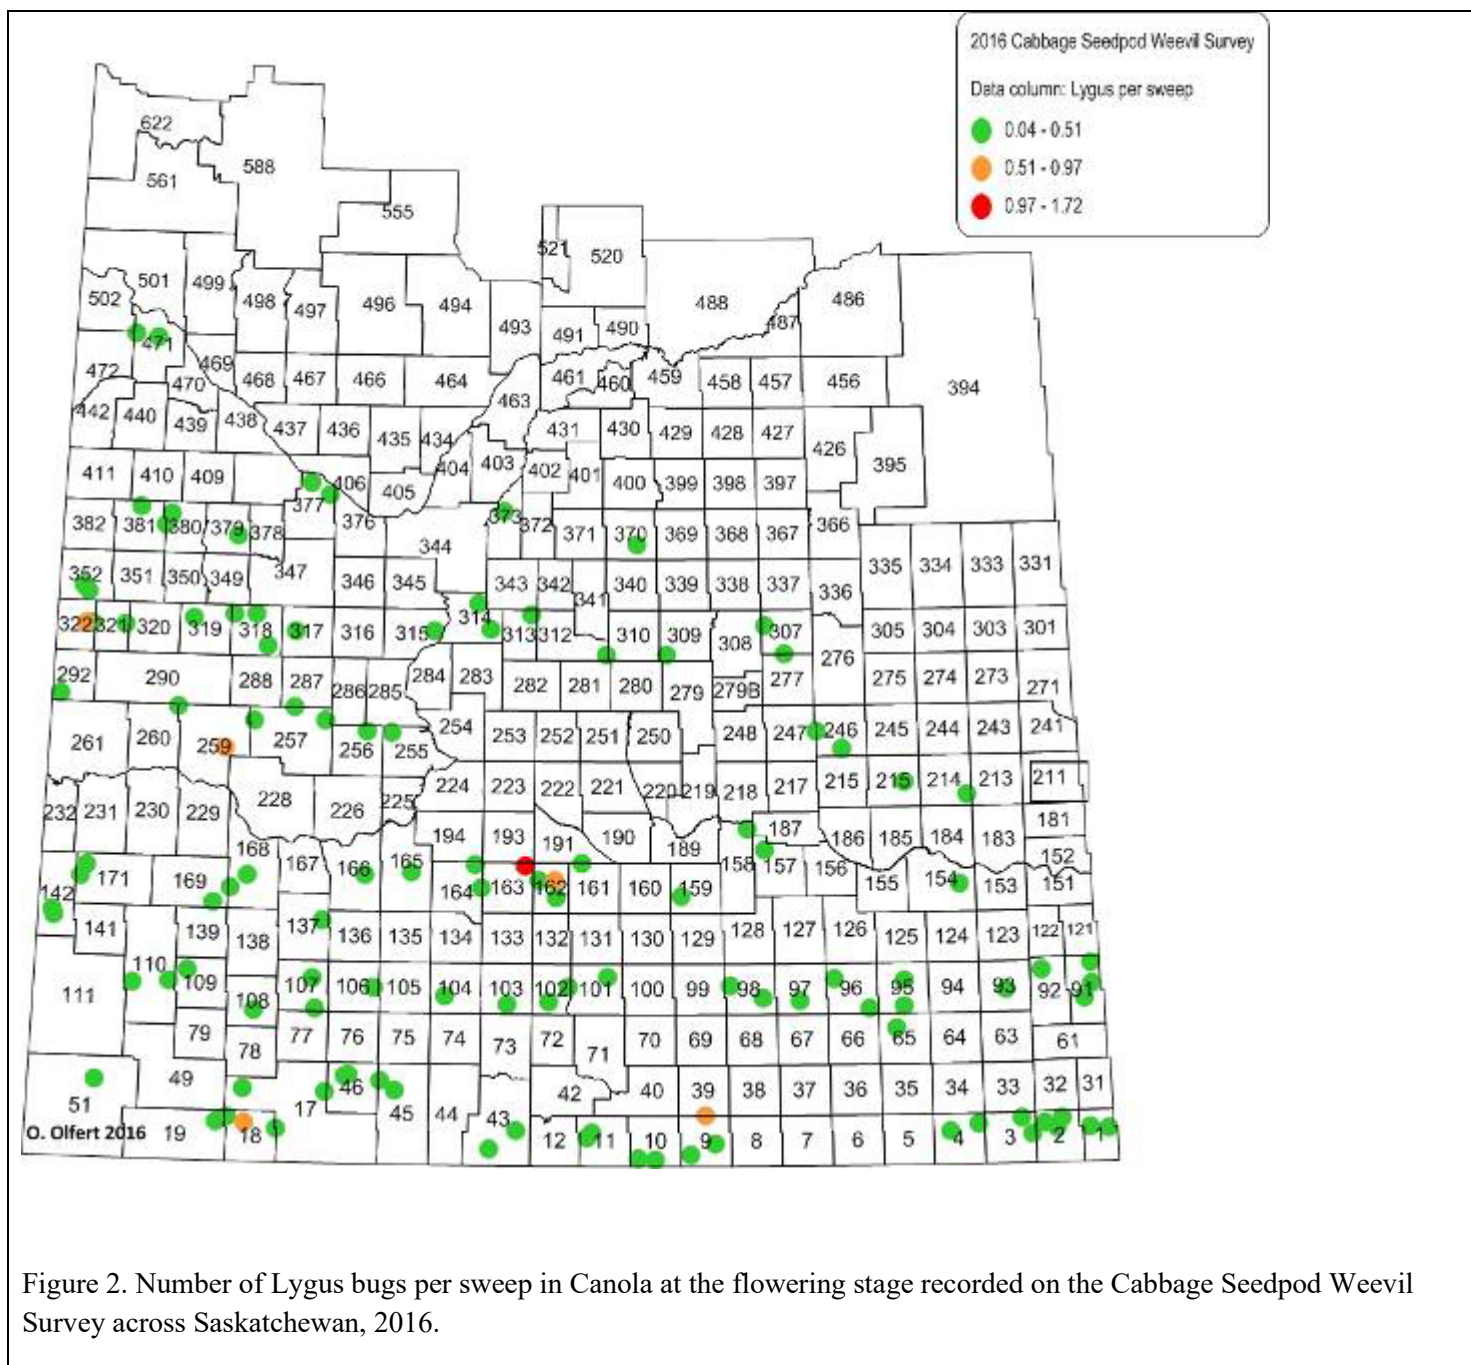 2016 Cabbage Seedpod Weevil Survey
Data column: Lygus per sweep
0.04 - 0.51
0.51 - 0.97
0.97 - 1.72
622
588
561
555
521 520
501 499 498 497 496 494 488 487 486
502 493 491 490
471
472 470 469 468 467 466 464 461 460 459 458 457 456 394
442 440 439 438 437 436 435 434 463 431 430 429 428 427 426 395
411 410 409 406 405 404 403 402 401 400 399 398 397
382 381 380 379 378 377 376 344 373 372 371 370 369 368 367 366
352 351 350 349 347 346 345 343 342 341 340 339 338 337 336 335 334 333 331
322 321 320 319 318 317 316 315 314 313 312 310 309 308 307 305 304 303 301
292 290 288 287 286 285 284 283 282 281 280 279 279B 277 276 275 274 273 271
261 260 259 257 256 255 254 253 252 251 250 248 247 246 245 244 243 241
232 231 230 229 228 226 225 224 223 222 221 220 219 218 217 215 215 214 213 211
168 167 166 165 194 193 191 190 189 187 186 185 184 183 181
142 171 169 164 163 162 161 160 159 158 157 156 155 154 153 152 151
141 139 138 137 136 135 134 133 132 131 130 129 128 127 126 125 124 123 122 121
111 110 109 108 107 106 105 104 103 102 101 100 99 98 97 96 95 94 93 92 91
79 78 77 76 75 74 73 72 71 70 69 68 67 66 65 64 63 61
51 49 17 46 45 44 43 42 40 39 38 37 36 35 34 33 32 31
O. Olfert 2016 19 18 12 11 10 9 8 7 6 5 4 3 2 1
Figure 2. Number of Lygus bugs per sweep in Canola at the flowering stage recorded on the Cabbage Seedpod Weevil
Survey across Saskatchewan, 2016.